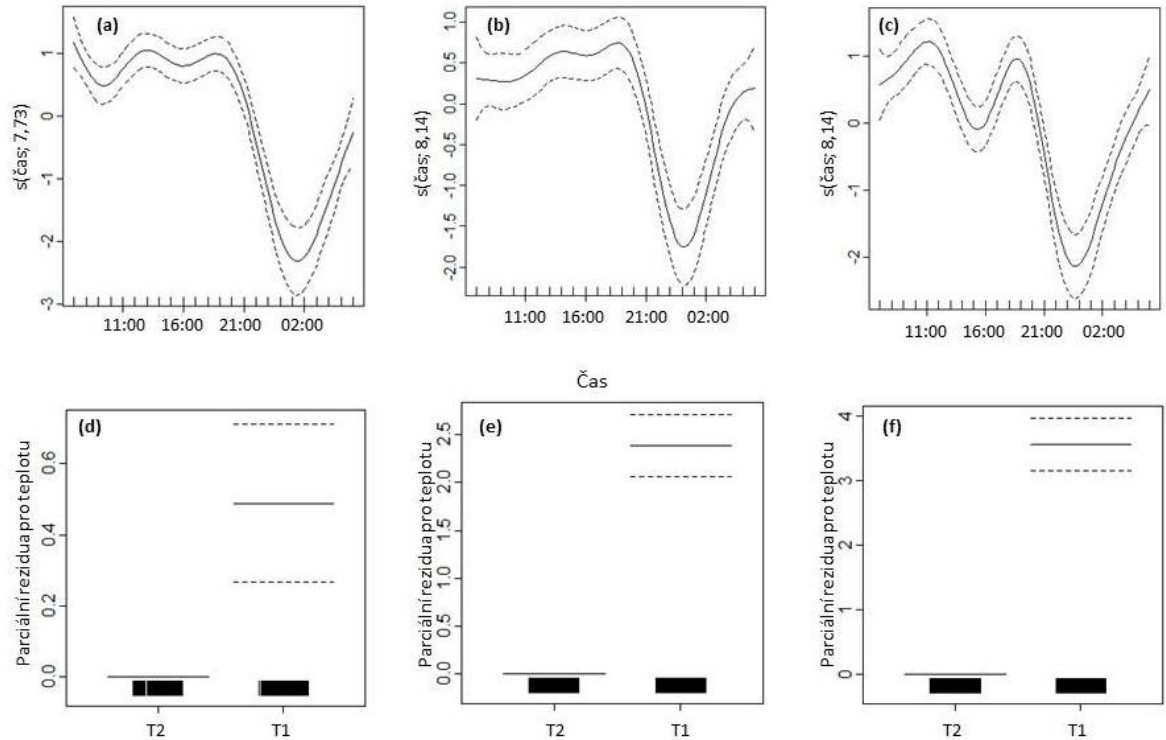 (a)
s(čas; 7,73)
1
0
-1
-2
-3
11:00 16:00 21:00 02:00
(b)
s(čas; 8,14)
1.0
0.5
0.0
-0.5
-1.0
-1.5
-2.0
11:00 16:00 21:00 02:00
(c)
s(čas; 8,14)
1
0
-1
-2
11:00 16:00 21:00 02:00
Čas
(d)
Parciální rezidua pro teplotu
0.6
0.4
0.2
0.0
T2 T1
(e)
Parciální rezidua pro teplotu
2.5
2.0
1.5
1.0
0.5
0.0
T2 T1
(f)
Parciální rezidua pro teplotu
4
3
2
1
0
T2 T1